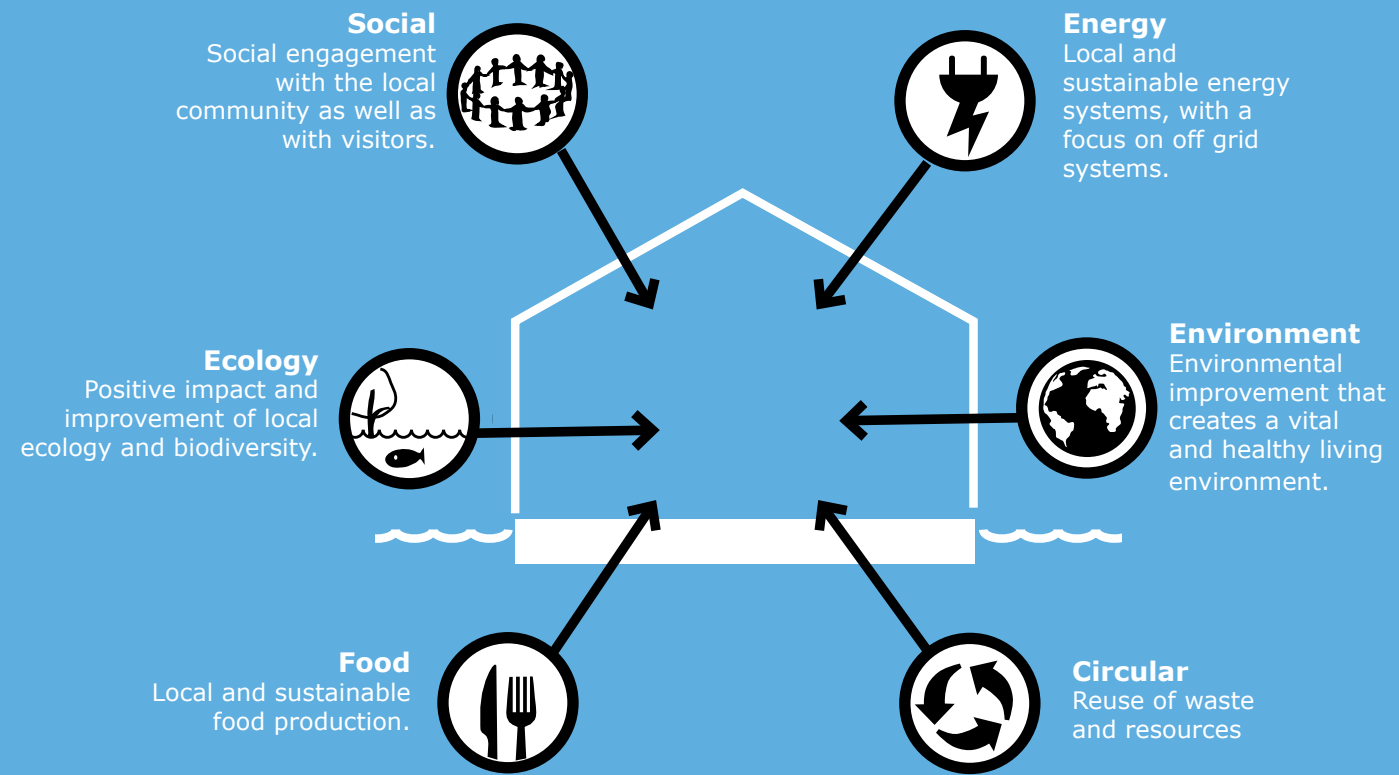 Social
Social engagement
with the local
community as well as
with visitors.
Energy
Local and
sustainable energy
systems, with a
focus on off grid
systems.
Ecology
Positive impact and
improvement of local
ecology and biodiversity.
Environment
Environmental
improvement that
creates a vital
and healthy living
environment.
Food
Local and sustainable
food production.
Circular
Reuse of waste
and resources